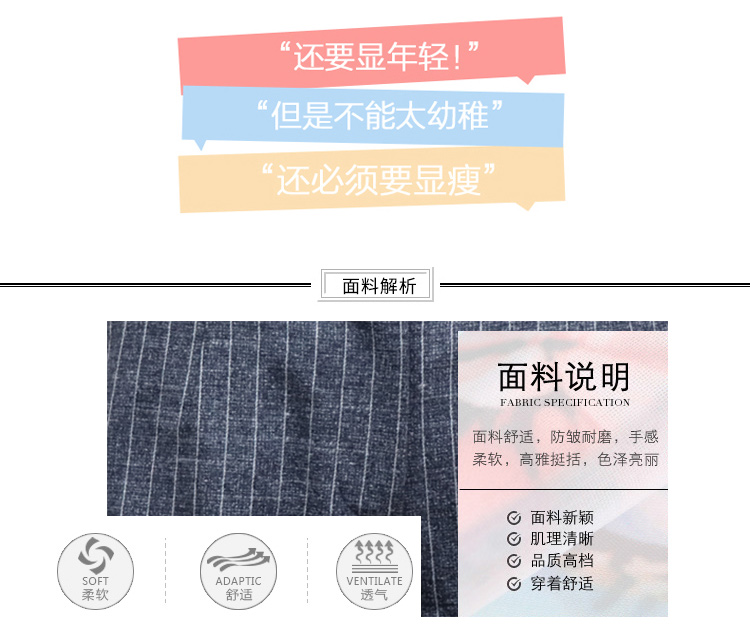 “还要显年轻！”
“但是不能太幼稚”
“还必须要显瘦”
面料解析
面料说明
FABRIC SPECIFICATION
面料舒适，防皱耐磨，手感
柔软，高雅挺括，色泽亮丽
面料新颖
肌理清晰
品质高档
穿着舒适
SOFT
柔软
ADAPTIC
舒适
VENTILATE
透气